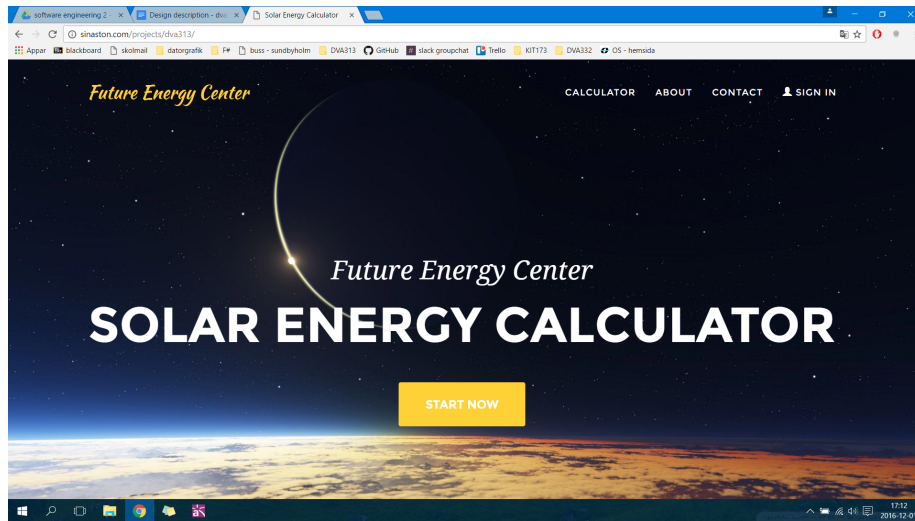 software engineering 2 -
Design description - dva
Solar Energy Calculator
sinaston.com/projects/dva313/
Appar blackboard skolmail datorgrafik F# buss - sundbyholm DVA313 GitHub slack groupchat Trello KIT173 DVA332 OS - hemsida
Future Energy Center
CALCULATOR ABOUT CONTACT SIGN IN
Future Energy Center
SOLAR ENERGY CALCULATOR
START NOW
17:12
2016-12-0